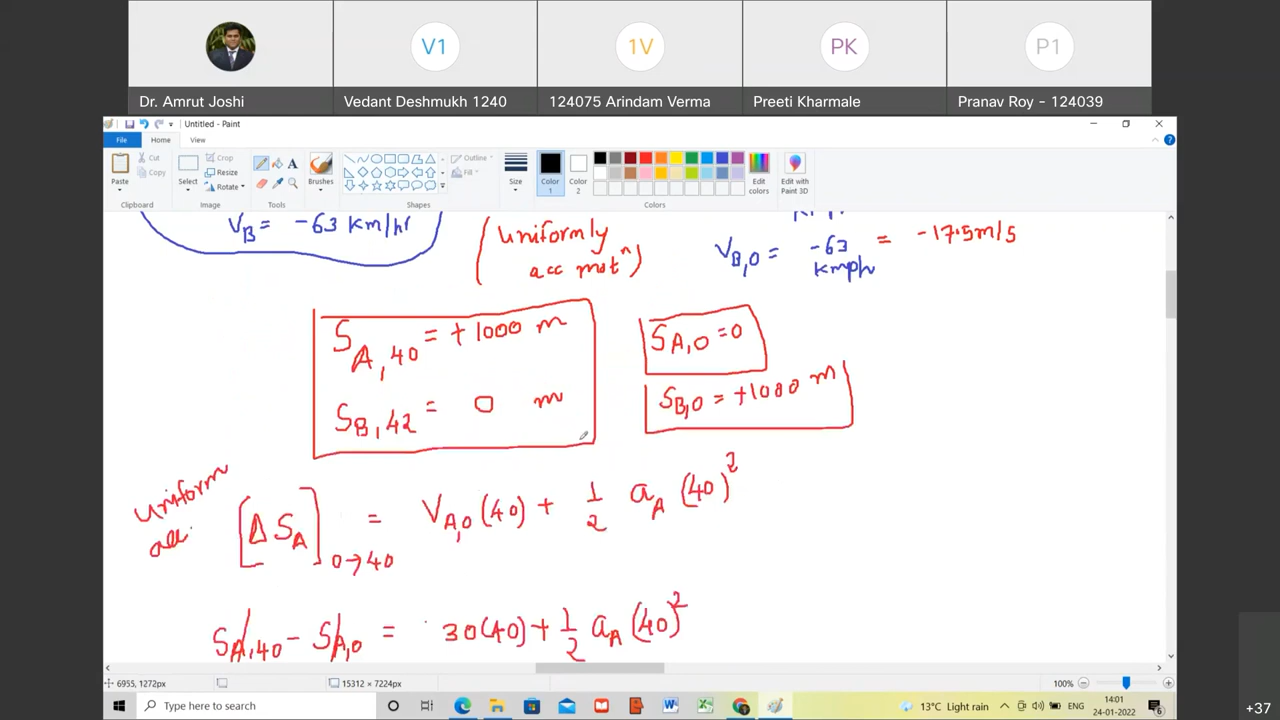 V1
1V
PK
P1
Dr. Amrut Joshi
Vedant Deshmukh 1240
124075 Arindam Verma
Preeti Kharmale
Pranav Roy - 124039
Untitled - Paint
File
Home
View
Paste
Cut
Copy
Clipboard
Select
Crop
Resize
Rotate
Image
Tools
Brushes
Shapes
Outline
Fill
Size
Color 1
Color 2
Colors
Edit colors
Edit with Paint 3D
V_B = -63 km/hr
(uniformly
acc motⁿ)
V_B,0 = -63 kmph = -17.5m/s
S_A,40 = +1000 m
S_B,42 = 0 m
S_A,0 = 0
S_B,0 = +1000 m
uniform
acc.
[Δ S_A]_0→40 = V_A,0 (40) + 1/2 a_A (40)²
S_A,40 - S_A,0 = 30(40) + 1/2 a_A (40)²
6955, 1272px
15312 × 7224px
100%
Type here to search
13°C Light rain
ENG
14:01
24-01-2022
6
+37